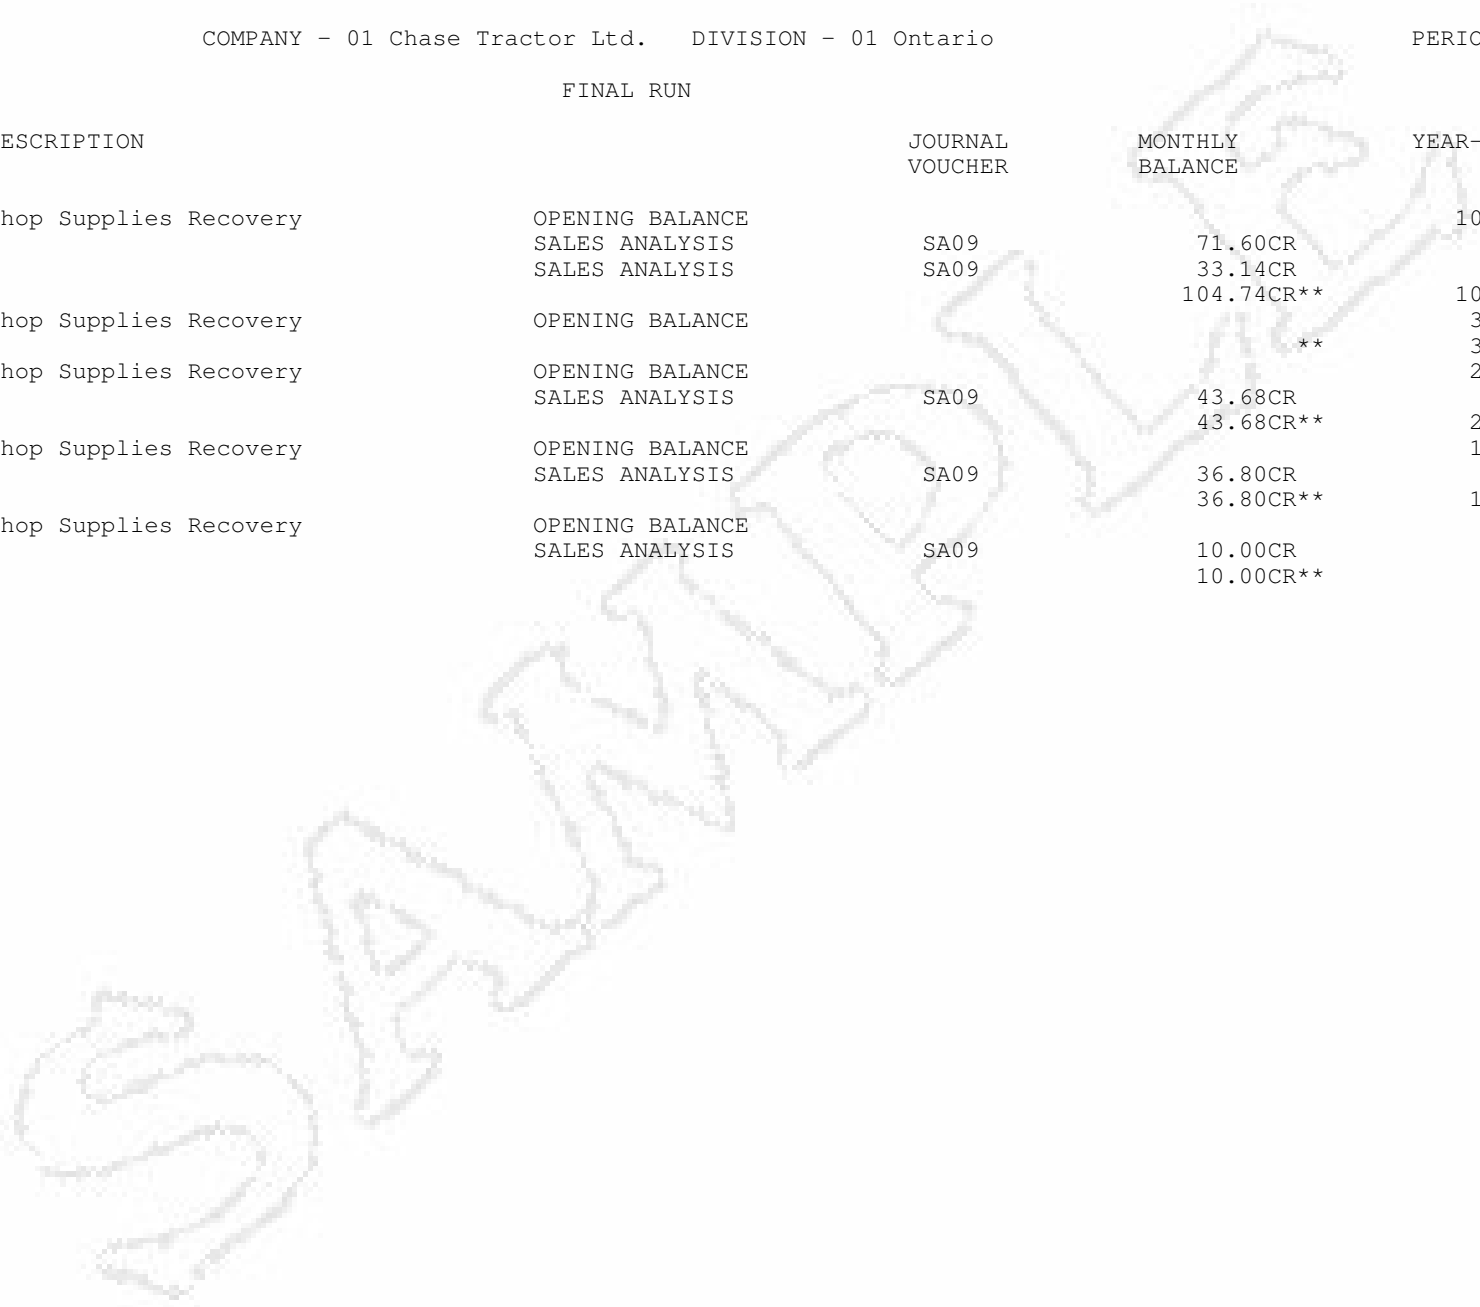 COMPANY - 01 Chase Tractor Ltd. DIVISION - 01 Ontario PERIO
FINAL RUN
ESCRIPTION JOURNAL MONTHLY YEAR-
VOUCHER BALANCE
hop Supplies Recovery OPENING BALANCE 10
SALES ANALYSIS SA09 71.60CR
SALES ANALYSIS SA09 33.14CR
104.74CR** 10
hop Supplies Recovery OPENING BALANCE 3
** 3
hop Supplies Recovery OPENING BALANCE 2
SALES ANALYSIS SA09 43.68CR
43.68CR** 2
hop Supplies Recovery OPENING BALANCE 1
SALES ANALYSIS SA09 36.80CR
36.80CR** 1
hop Supplies Recovery OPENING BALANCE
SALES ANALYSIS SA09 10.00CR
10.00CR**
SAMPLE